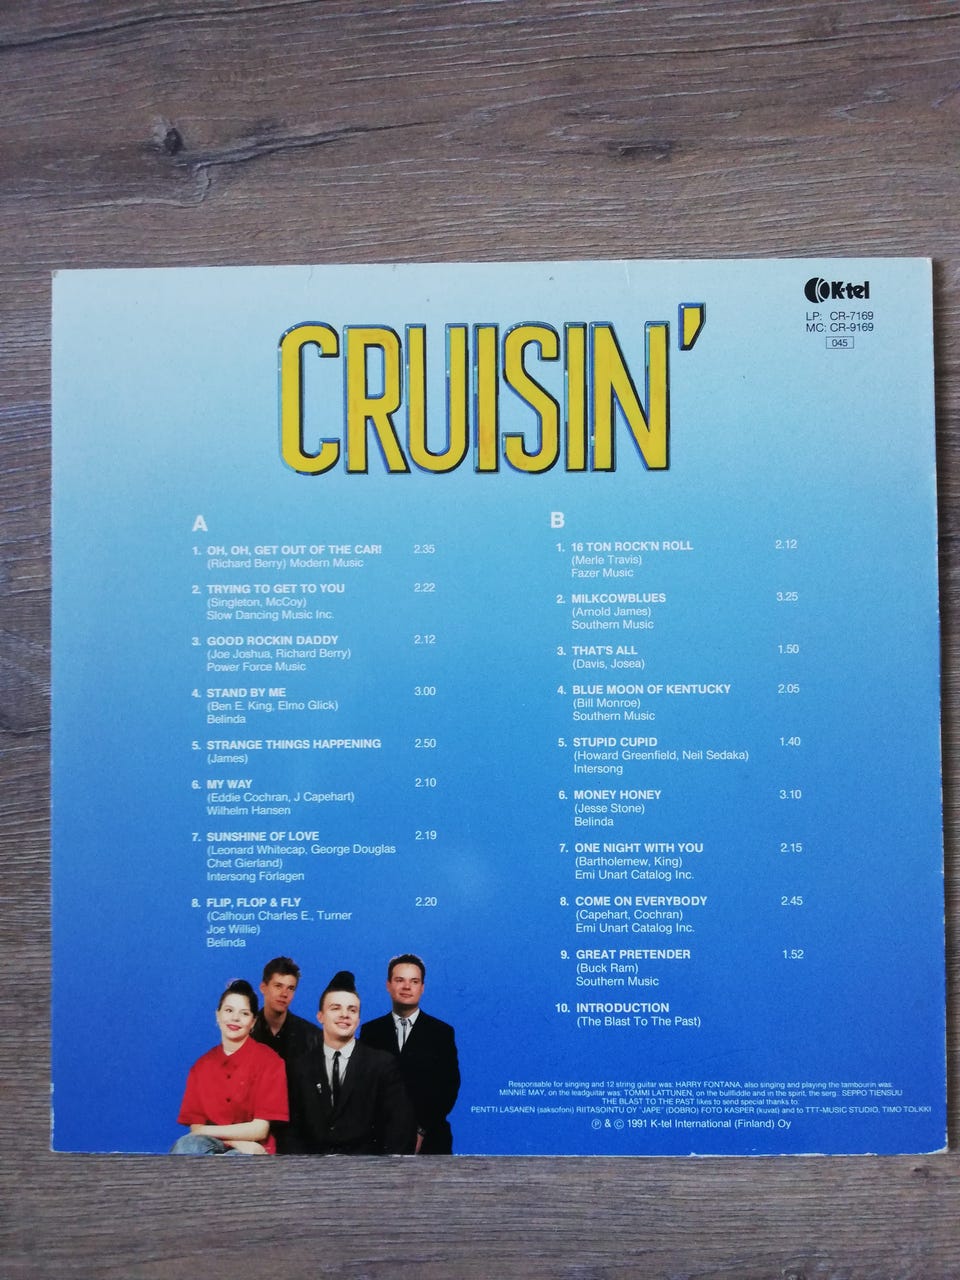 K-tel
LP: CR-7169
MC: CR-9169
045
CRUISIN’
A
1. OH, OH, GET OUT OF THE CAR! 2.35
(Richard Berry) Modern Music
2. TRYING TO GET TO YOU 2.22
(Singleton, McCoy)
Slow Dancing Music Inc.
3. GOOD ROCKIN DADDY 2.12
(Joe Joshua, Richard Berry)
Power Force Music
4. STAND BY ME 3.00
(Ben E. King, Elmo Glick)
Belinda
5. STRANGE THINGS HAPPENING 2.50
(James)
6. MY WAY 2.10
(Eddie Cochran, J Capehart)
Wilhelm Hansen
7. SUNSHINE OF LOVE 2.19
(Leonard Whitecap, George Douglas
Chet Gierland)
Intersong Förlagen
8. FLIP, FLOP & FLY 2.20
(Calhoun Charles E., Turner
Joe Willie)
Belinda
B
1. 16 TON ROCK'N ROLL 2.12
(Merle Travis)
Fazer Music
2. MILKCOWBLUES 3.25
(Arnold James)
Southern Music
3. THAT'S ALL 1.50
(Davis, Josea)
4. BLUE MOON OF KENTUCKY 2.05
(Bill Monroe)
Southern Music
5. STUPID CUPID 1.40
(Howard Greenfield, Neil Sedaka)
Intersong
6. MONEY HONEY 3.10
(Jesse Stone)
Belinda
7. ONE NIGHT WITH YOU 2.15
(Bartholemew, King)
Emi Unart Catalog Inc.
8. COME ON EVERYBODY 2.45
(Capehart, Cochran)
Emi Unart Catalog Inc.
9. GREAT PRETENDER 1.52
(Buck Ram)
Southern Music
10. INTRODUCTION
(The Blast To The Past)
Responsable for singing and 12 string guitar was: HARRY FONTANA, also singing and playing the tambourin was:
MINNIE MAY, on the leadguitar was: TOMMI LATTUNEN, on the bullfiddle and in the spirit, the serg.: SEPPO TIENSUU
THE BLAST TO THE PAST likes to send special thanks to:
PENTTI LASANEN (saksofoni) RIITASOINTU OY "JAPE" (DOBRO) FOTO KASPER (kuvat) and to TTT-MUSIC STUDIO, TIMO TOLKKI
Ⓟ & © 1991 K-tel International (Finland) Oy